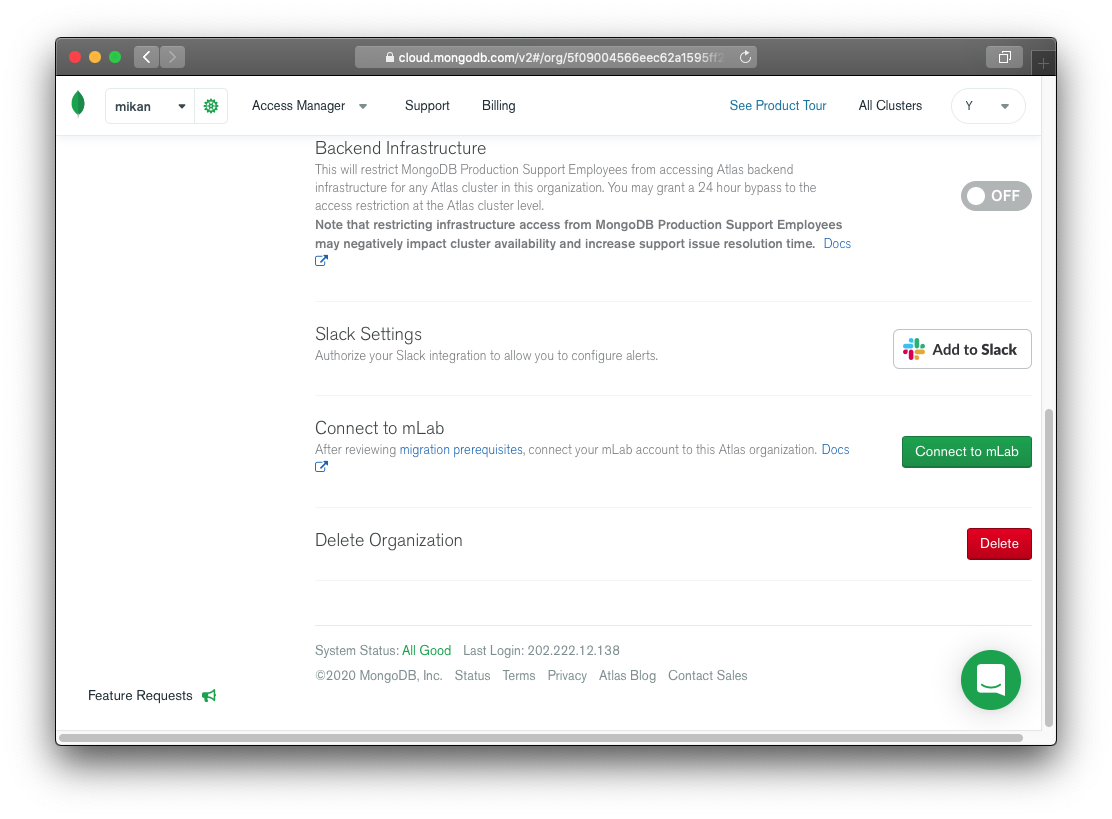 cloud.mongodb.com/v2#/org/5f09004566eec62a1595ff2
mikan
Access Manager
Support
Billing
See Product Tour
All Clusters
Y
Backend Infrastructure
This will restrict MongoDB Production Support Employees from accessing Atlas backend
infrastructure for any Atlas cluster in this organization. You may grant a 24 hour bypass to the
access restriction at the Atlas cluster level.
Note that restricting infrastructure access from MongoDB Production Support Employees
may negatively impact cluster availability and increase support issue resolution time. Docs
OFF
Slack Settings
Authorize your Slack integration to allow you to configure alerts.
Add to Slack
Connect to mLab
After reviewing migration prerequisites, connect your mLab account to this Atlas organization. Docs
Connect to mLab
Delete Organization
Delete
System Status: All Good Last Login: 202.222.12.138
©2020 MongoDB, Inc. Status Terms Privacy Atlas Blog Contact Sales
Feature Requests